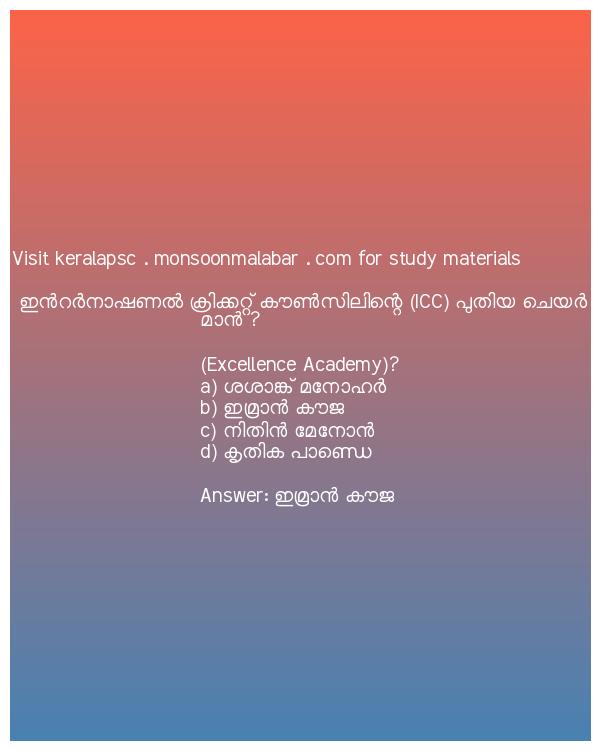 Visit keralapsc . monsoonmalabar . com for study materials
ഇൻറർനാഷണൽ ക്രിക്കറ്റ് കൗൺസിലിന്റെ (ICC) പുതിയ ചെയർ
മാൻ ?
(Excellence Academy)?
a) ശശാങ്ക് മനോഹർ
b) ഇമ്രാൻ കൗജ
c) നിതിൻ മേനോൻ
d) കൃതിക പാണ്ഡെ
Answer: ഇമ്രാൻ കൗജ